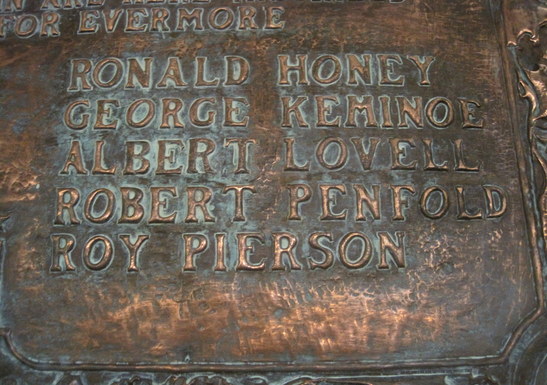 FOR EVERMORE
RONALD HONEY
GEORGE KEMINOE
ALBERT LOVELL
ROBERT PENFOLD
ROY PIERSON